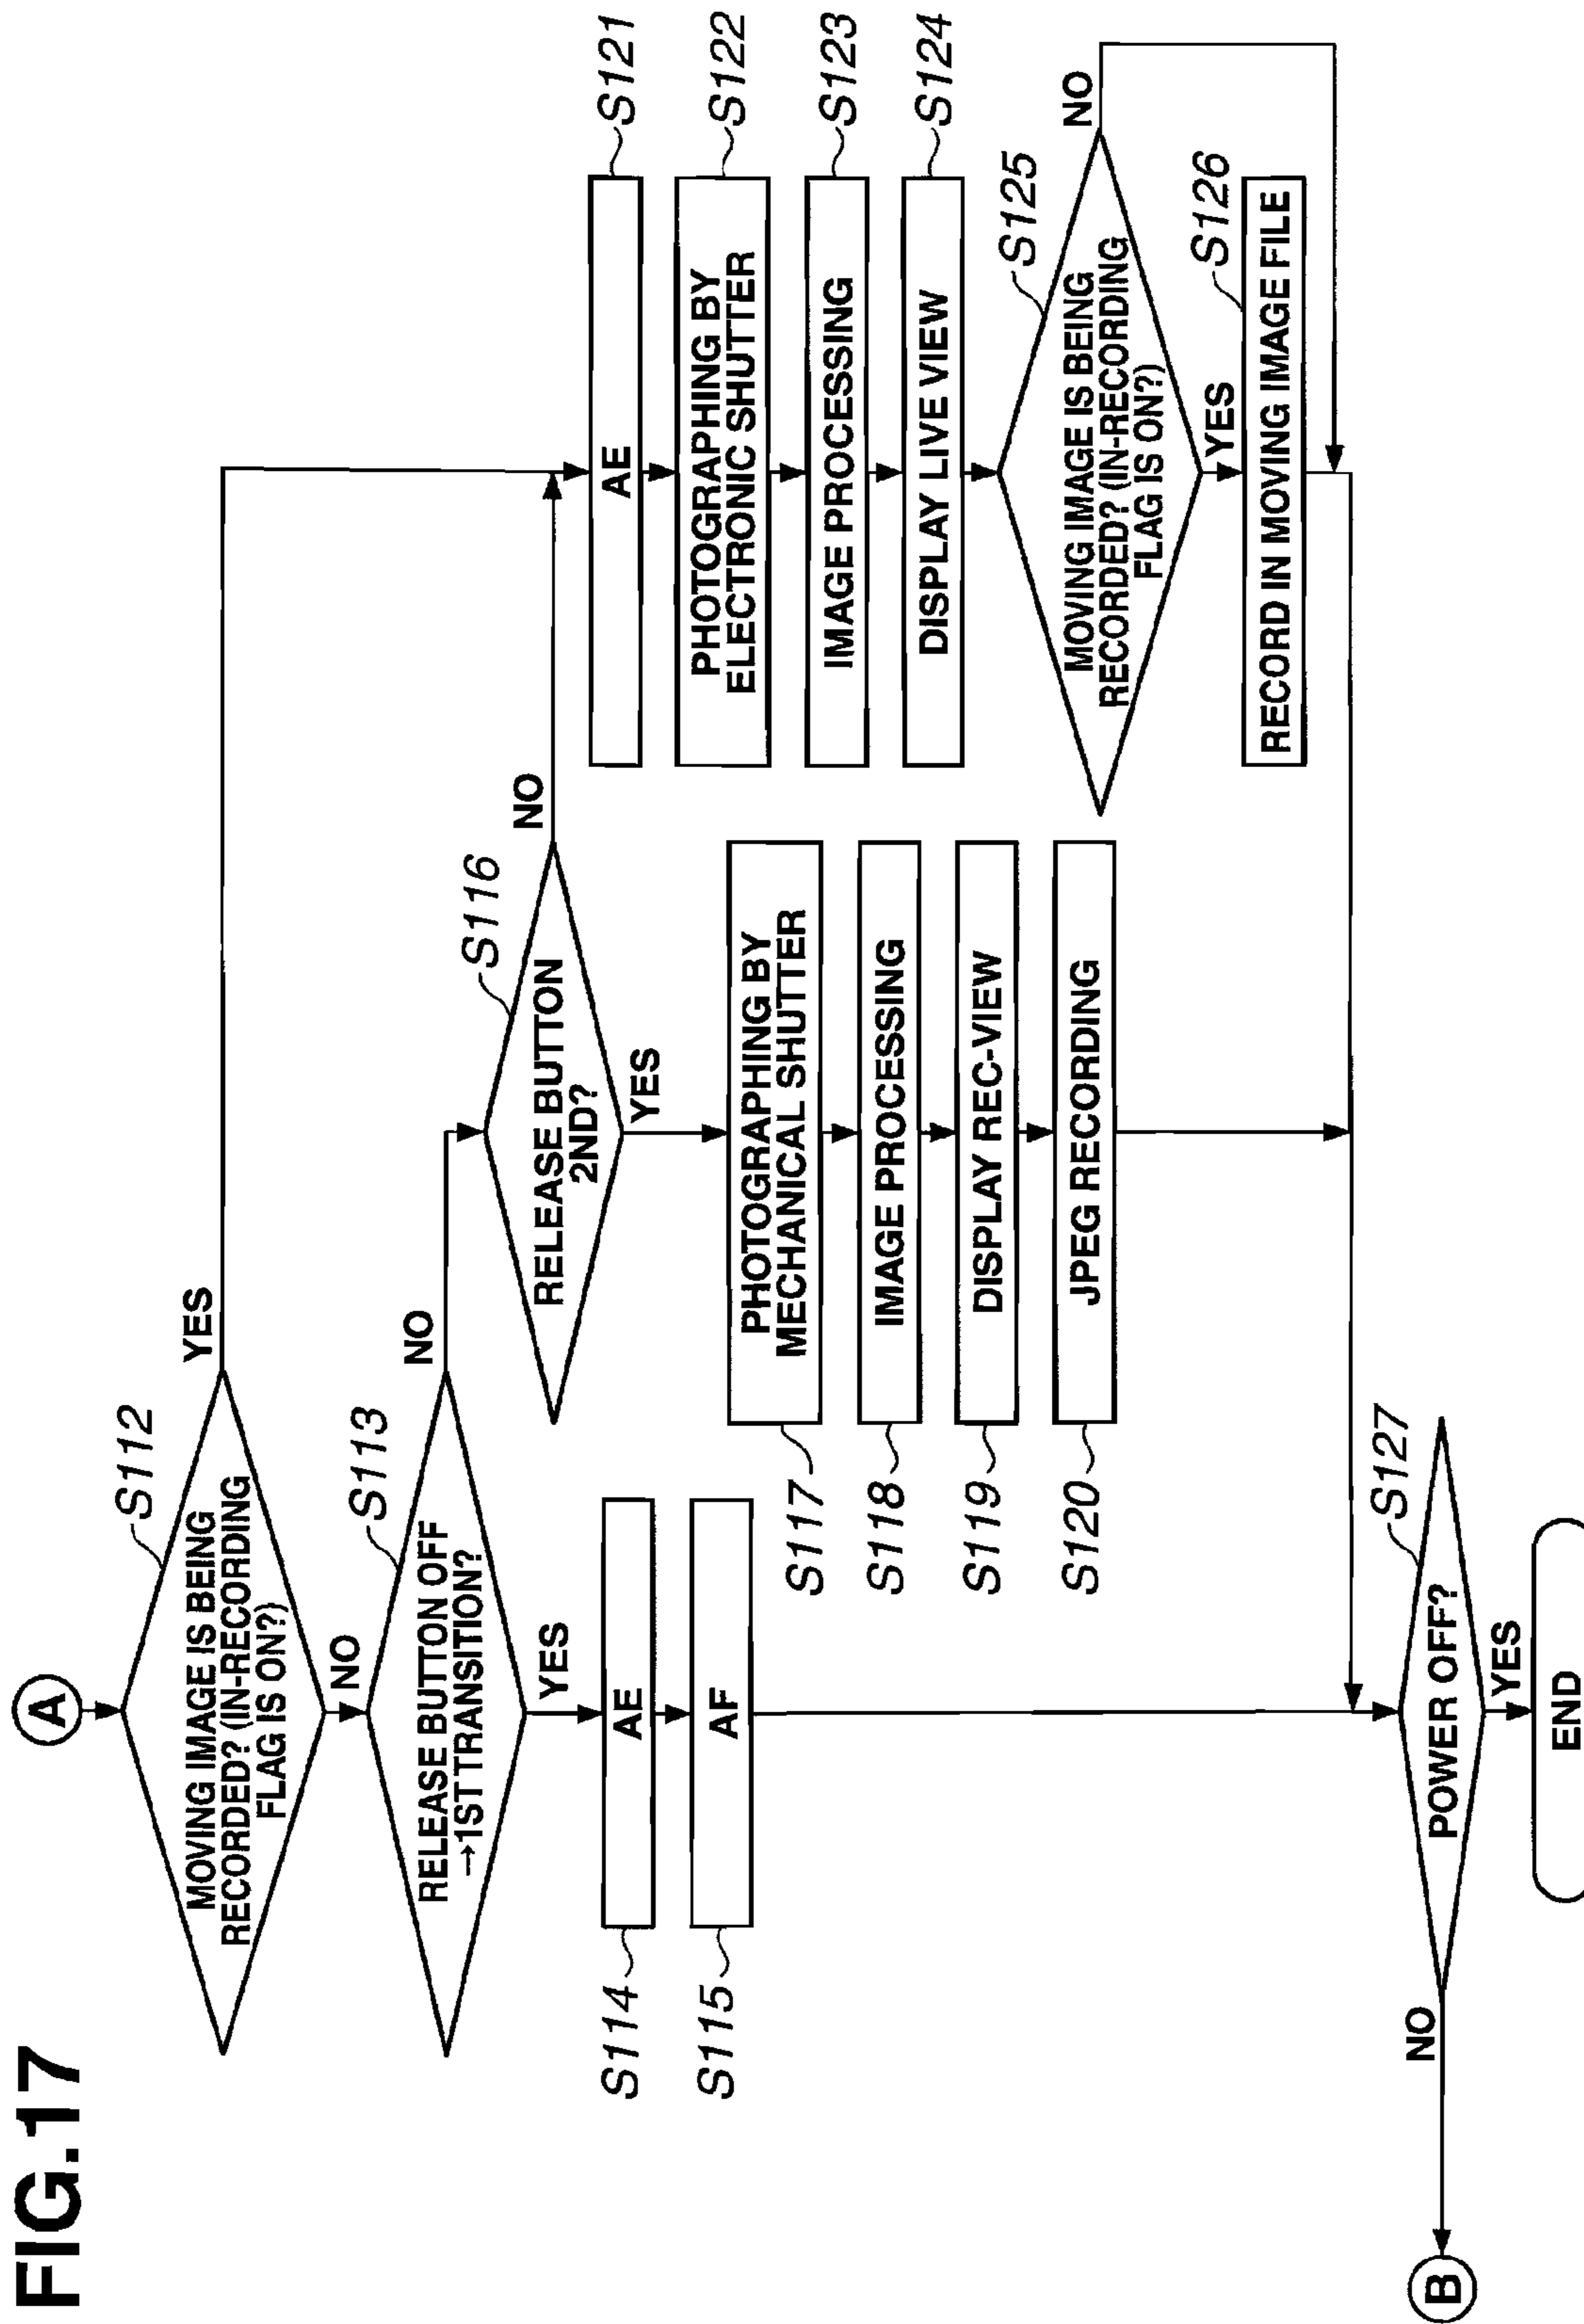 FIG.17
A
S112
MOVING IMAGE IS BEING
RECORDED? (IN-RECORDING
FLAG IS ON?)
YES
NO
S113
RELEASE BUTTON OFF
→1ST TRANSITION?
NO
YES
S114
AE
S115
AF
S116
RELEASE BUTTON
2ND?
NO
YES
S117
PHOTOGRAPHING BY
MECHANICAL SHUTTER
S118
IMAGE PROCESSING
S119
DISPLAY REC-VIEW
S120
JPEG RECORDING
S121
AE
S122
PHOTOGRAPHING BY
ELECTRONIC SHUTTER
S123
IMAGE PROCESSING
S124
DISPLAY LIVE VIEW
S125
MOVING IMAGE IS BEING
RECORDED? (IN-RECORDING
FLAG IS ON?)
NO
YES
S126
RECORD IN MOVING IMAGE FILE
S127
POWER OFF?
NO
B
YES
END